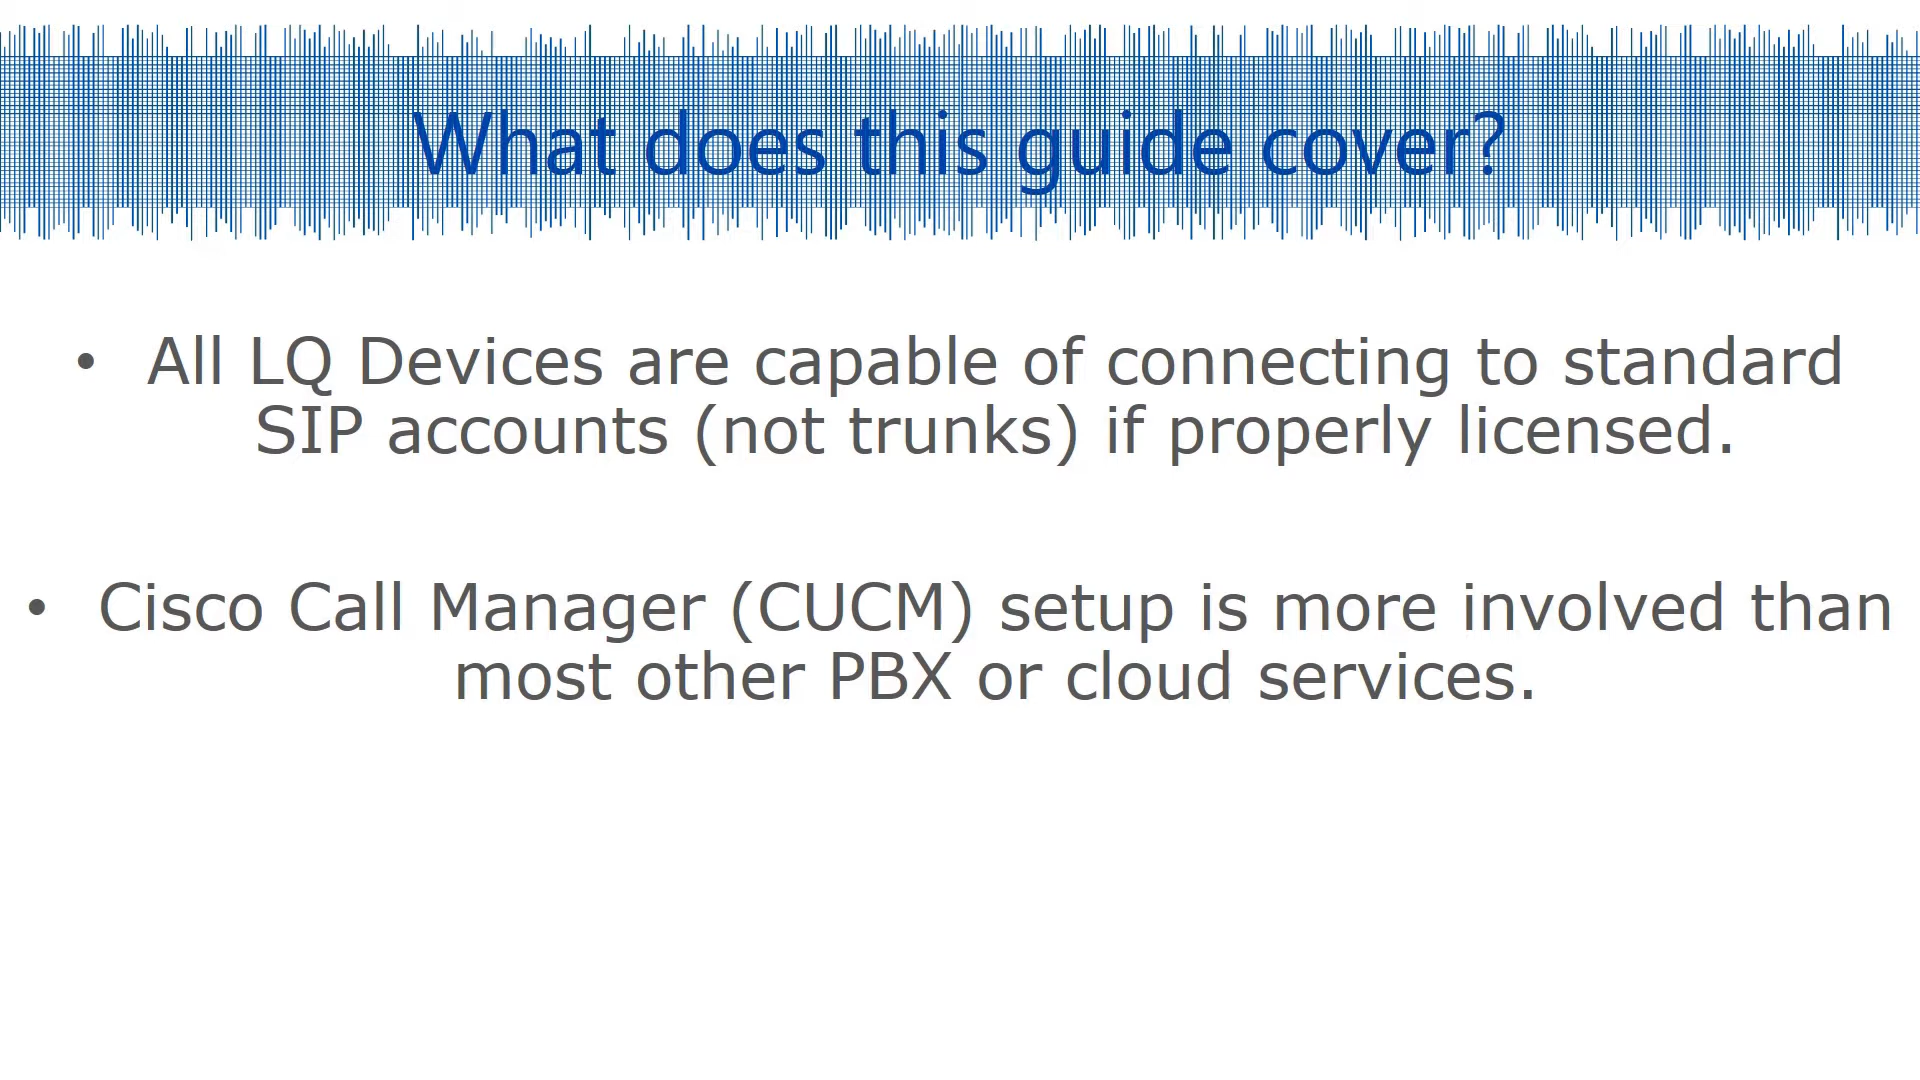 What does this guide cover?
• All LQ Devices are capable of connecting to standard
SIP accounts (not trunks) if properly licensed.
• Cisco Call Manager (CUCM) setup is more involved than
most other PBX or cloud services.